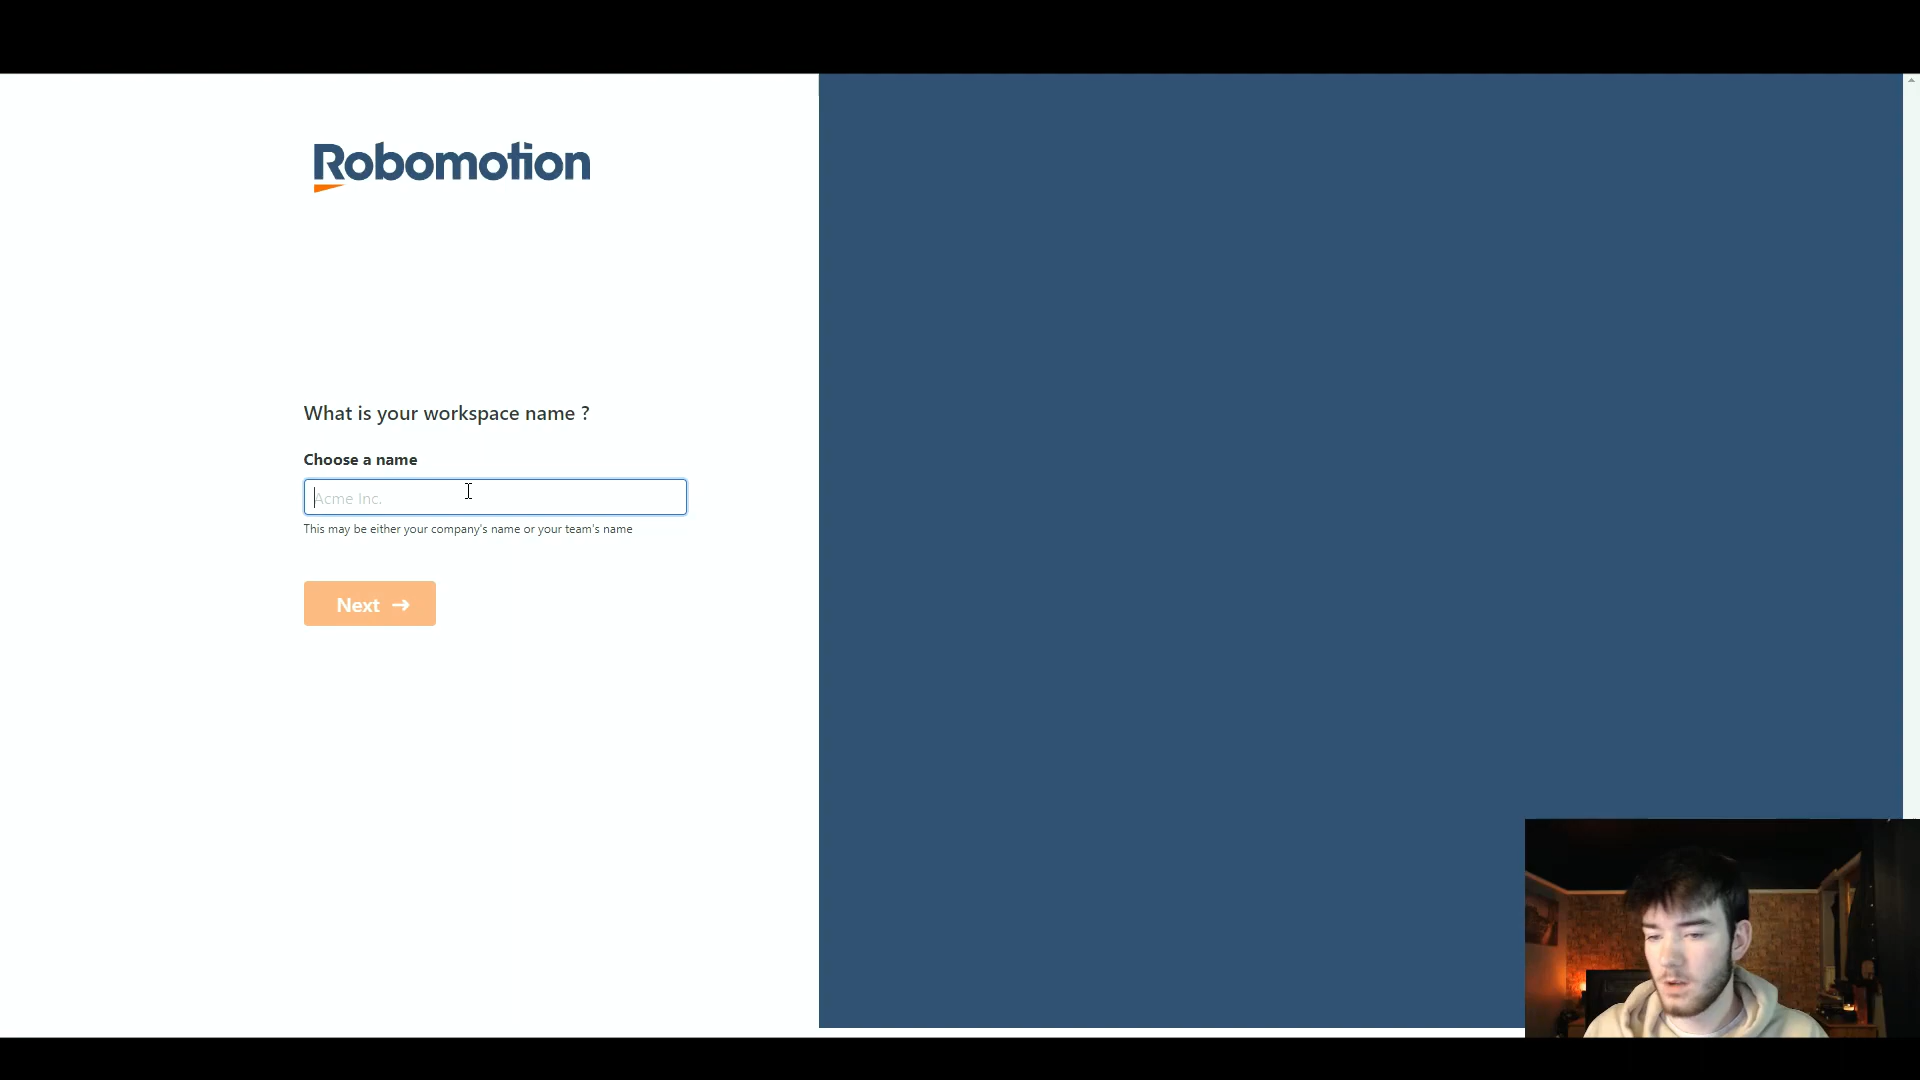 Robomotion
What is your workspace name ?
Choose a name
Acme Inc.
This may be either your company's name or your team's name
Next →